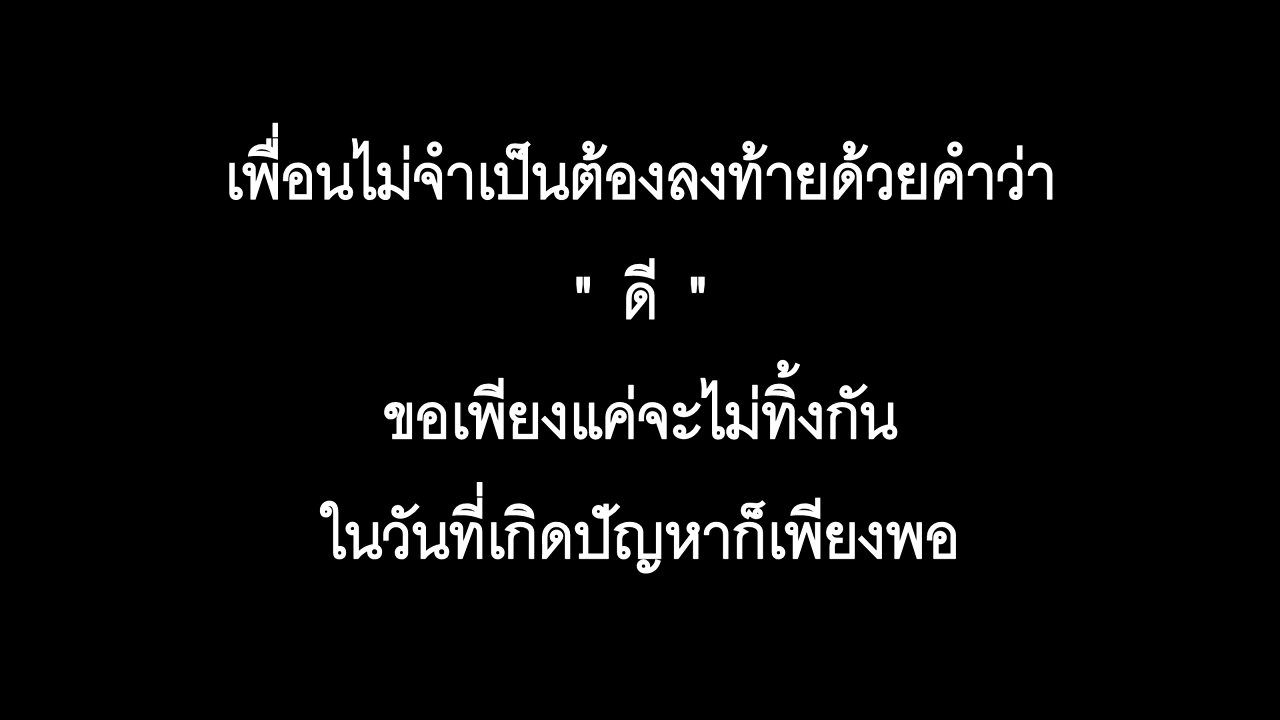 เพื่อนไม่จำเป็นต้องลงท้ายด้วยคำว่า
" ดี "
ขอเพียงแค่จะไม่ทิ้งกัน
ในวันที่เกิดปัญหาก็เพียงพอ